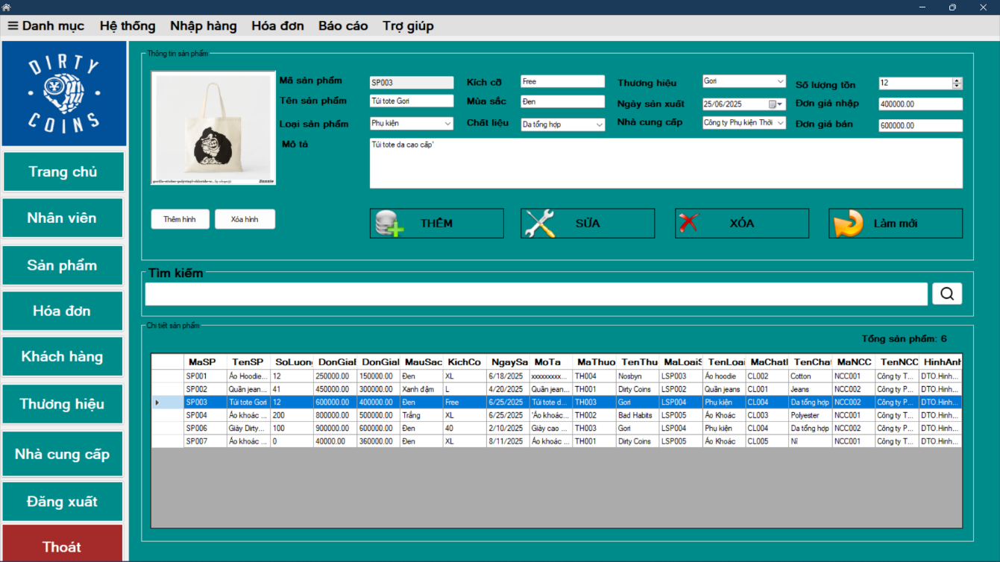 Danh mục Hệ thống Nhập hàng Hóa đơn Báo cáo Trợ giúp
DIRTY
COINS
Trang chủ
Nhân viên
Sản phẩm
Hóa đơn
Khách hàng
Thương hiệu
Nhà cung cấp
Đăng xuất
Thoát
Thông tin sản phẩm
Mã sản phẩm SP003 Kích cỡ Free Thương hiệu Gori Số lượng tồn 12
Tên sản phẩm Túi tote Gori Mùa sắc Đen Ngày sản xuất 25/06/2025 Đơn giá nhập 400000.00
Loại sản phẩm Phụ kiện Chất liệu Da tổng hợp Nhà cung cấp Công ty Phụ kiện Thời Đơn giá bán 600000.00
Mô tả Túi tote da cao cấp'
Zazzle
Thêm hình Xóa hình THÊM SỬA XÓA Làm mới
Tìm kiếm
Chi tiết sản phẩm
Tổng sản phẩm: 6
MaSP TenSP SoLuong DonGiaB DonGiaI MauSac KichCo NgaySa MoTa MaThuo TenThu MaLoaiS TenLoai MaChatl TenChat MaNCC TenNCC HinhAnh
SP001 Áo Hoodie... 12 250000.00 150000.00 Đen XL 6/18/2025 xxxxxxxxx... TH004 Nosbyn LSP003 Áo hoodie CL002 Cotton NCC001 Công ty T... DTO.Hinh...
SP002 Quần jean... 41 450000.00 300000.00 Xanh đậm L 4/20/2025 Quần jean... TH001 Dirty Coins LSP002 Quần jeans CL001 Jeans NCC002 Công ty P... DTO.Hinh...
SP003 Túi tote Gori 12 600000.00 400000.00 Đen Free 6/25/2025 Túi tote d... TH003 Gori LSP004 Phụ kiện CL004 Da tổng hợp NCC002 Công ty P... DTO.Hinh...
SP004 Áo khoác ... 200 800000.00 500000.00 Trắng XL 6/25/2025 'Áo khoác... TH002 Bad Habits LSP005 Áo Khoác CL003 Polyester NCC001 Công ty T... DTO.Hinh...
SP006 Giày Dirty... 100 900000.00 600000.00 Đen 40 2/10/2025 Giày cao ... TH003 Gori LSP004 Phụ kiện CL004 Da tổng hợp NCC002 Công ty P... DTO.Hinh...
SP007 Áo khoác ... 0 40000.00 360000.00 Đen XL 8/11/2025 Áo khoác ... TH001 Dirty Coins LSP005 Áo Khoác CL005 Nỉ NCC001 Công ty T... DTO.Hinh...